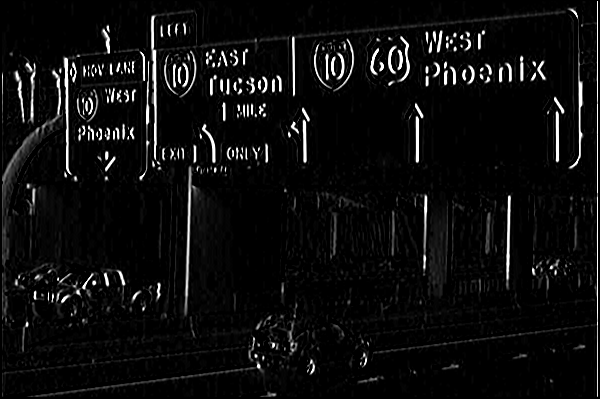 HOV LANE
10 WEST
Phoenix
LEFT
10 EAST
Tucson
1 MILE
EXIT ONLY
10 60 WEST
Phoenix